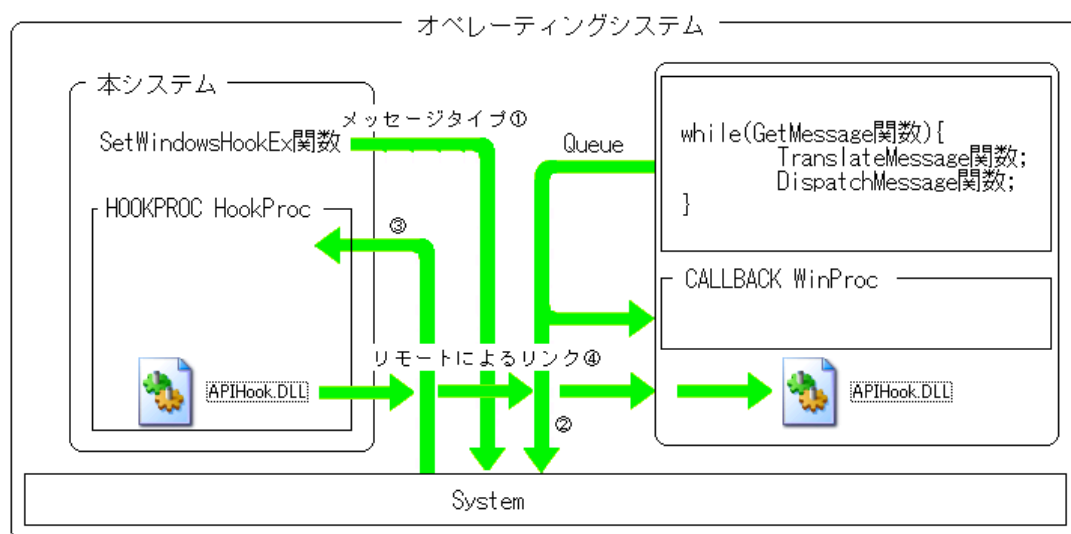 オペレーティングシステム
本システム
メッセージタイプ①
SetWindowsHookEx関数
HOOKPROC HookProc
③
APIHook.DLL
リモートによるリンク④
Queue
②
while(GetMessage関数){
TranslateMessage関数;
DispatchMessage関数;
}
CALLBACK WinProc
APIHook.DLL
System